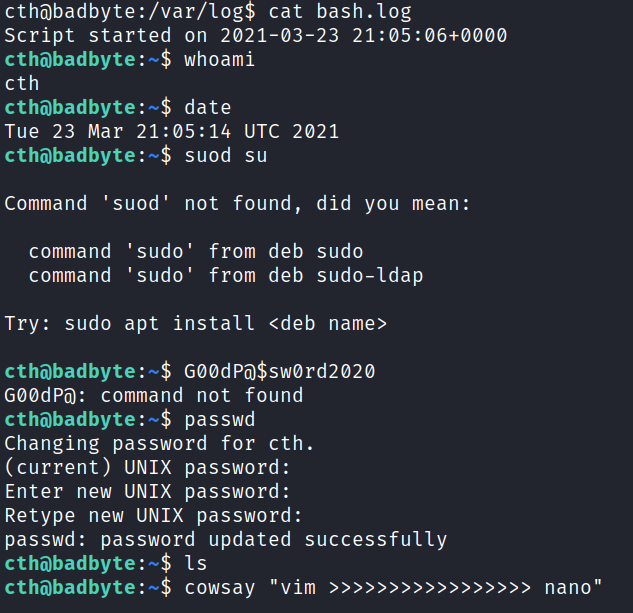 cth@badbyte:/var/log$ cat bash.log
Script started on 2021-03-23 21:05:06+0000
cth@badbyte:~$ whoami
cth
cth@badbyte:~$ date
Tue 23 Mar 21:05:14 UTC 2021
cth@badbyte:~$ suod su
Command 'suod' not found, did you mean:
command 'sudo' from deb sudo
command 'sudo' from deb sudo-ldap
Try: sudo apt install <deb name>
cth@badbyte:~$ G00dP@$sw0rd2020
G00dP@: command not found
cth@badbyte:~$ passwd
Changing password for cth.
(current) UNIX password:
Enter new UNIX password:
Retype new UNIX password:
passwd: password updated successfully
cth@badbyte:~$ ls
cth@badbyte:~$ cowsay "vim >>>>>>>>>>>>>>>>> nano"